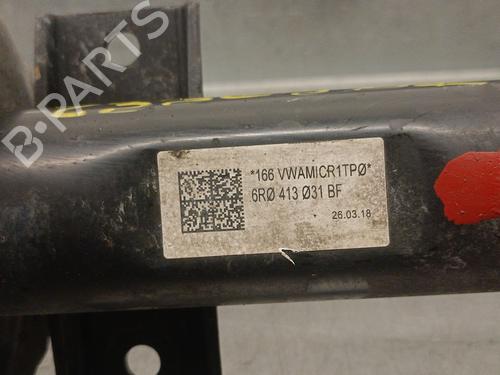 *166 VWAMICR1TPØ*
6RØ 413 Ø31 BF
26.03.18
B-PARTS